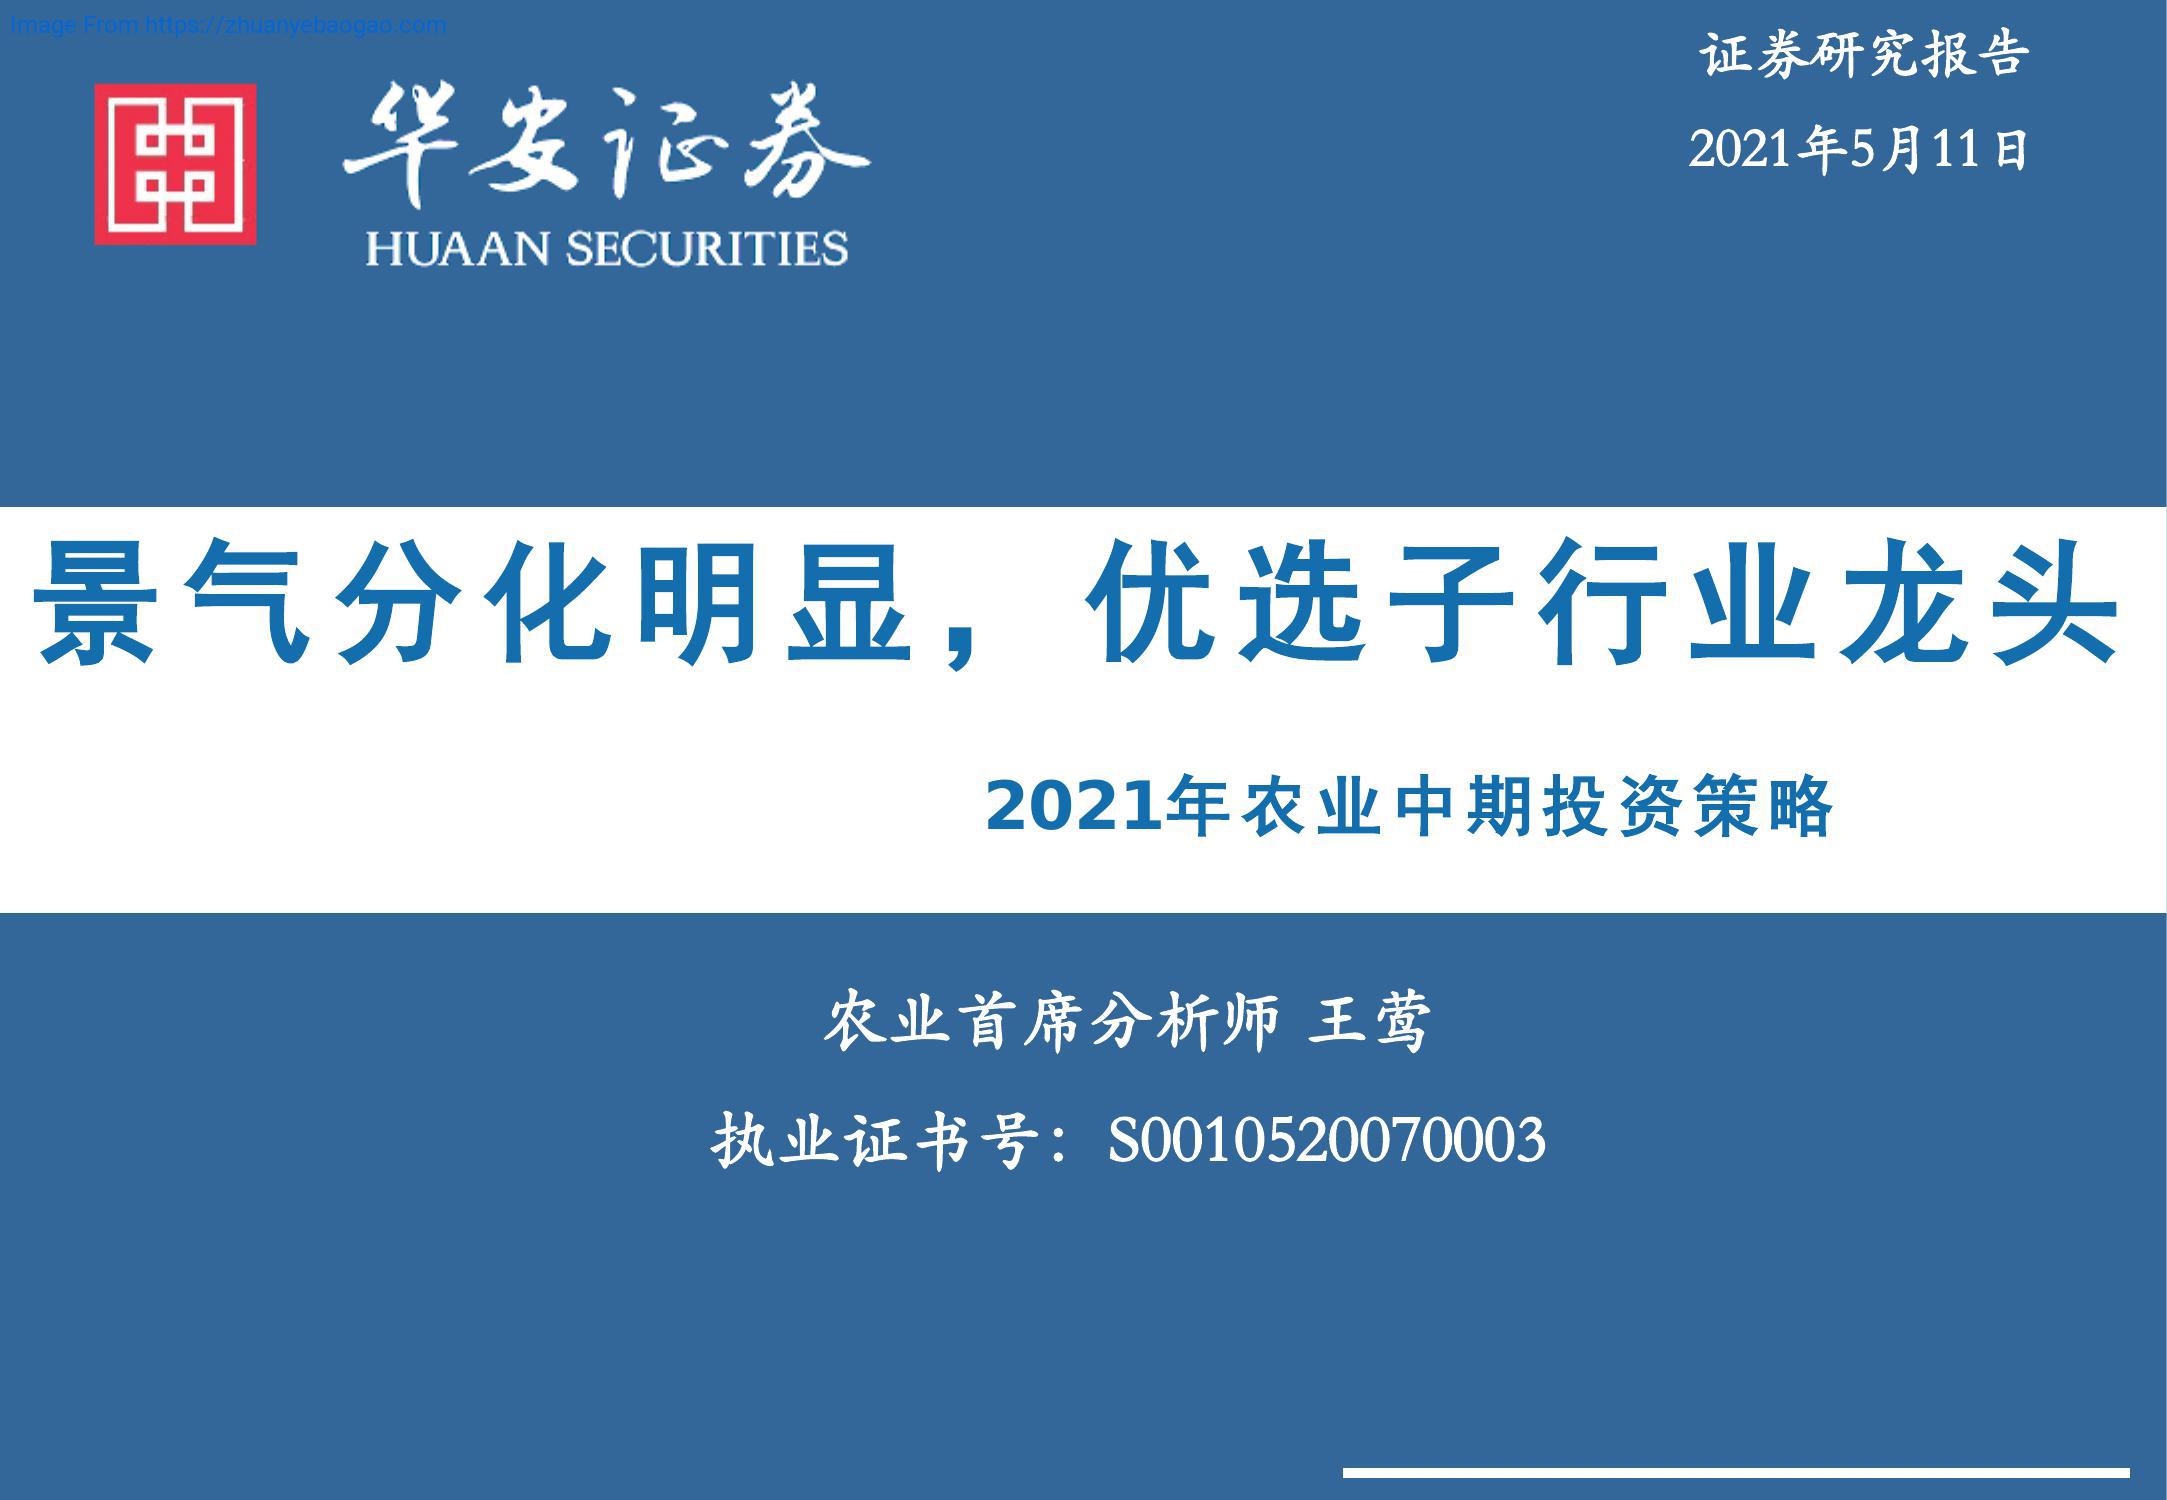 Image From https://zhuanyebaogao.com
证券研究报告
2021年5月11日
华安证券
HUAAN SECURITIES
景气分化明显，优选子行业龙头
2021年农业中期投资策略
农业首席分析师 王莺
执业证书号：S0010520070003